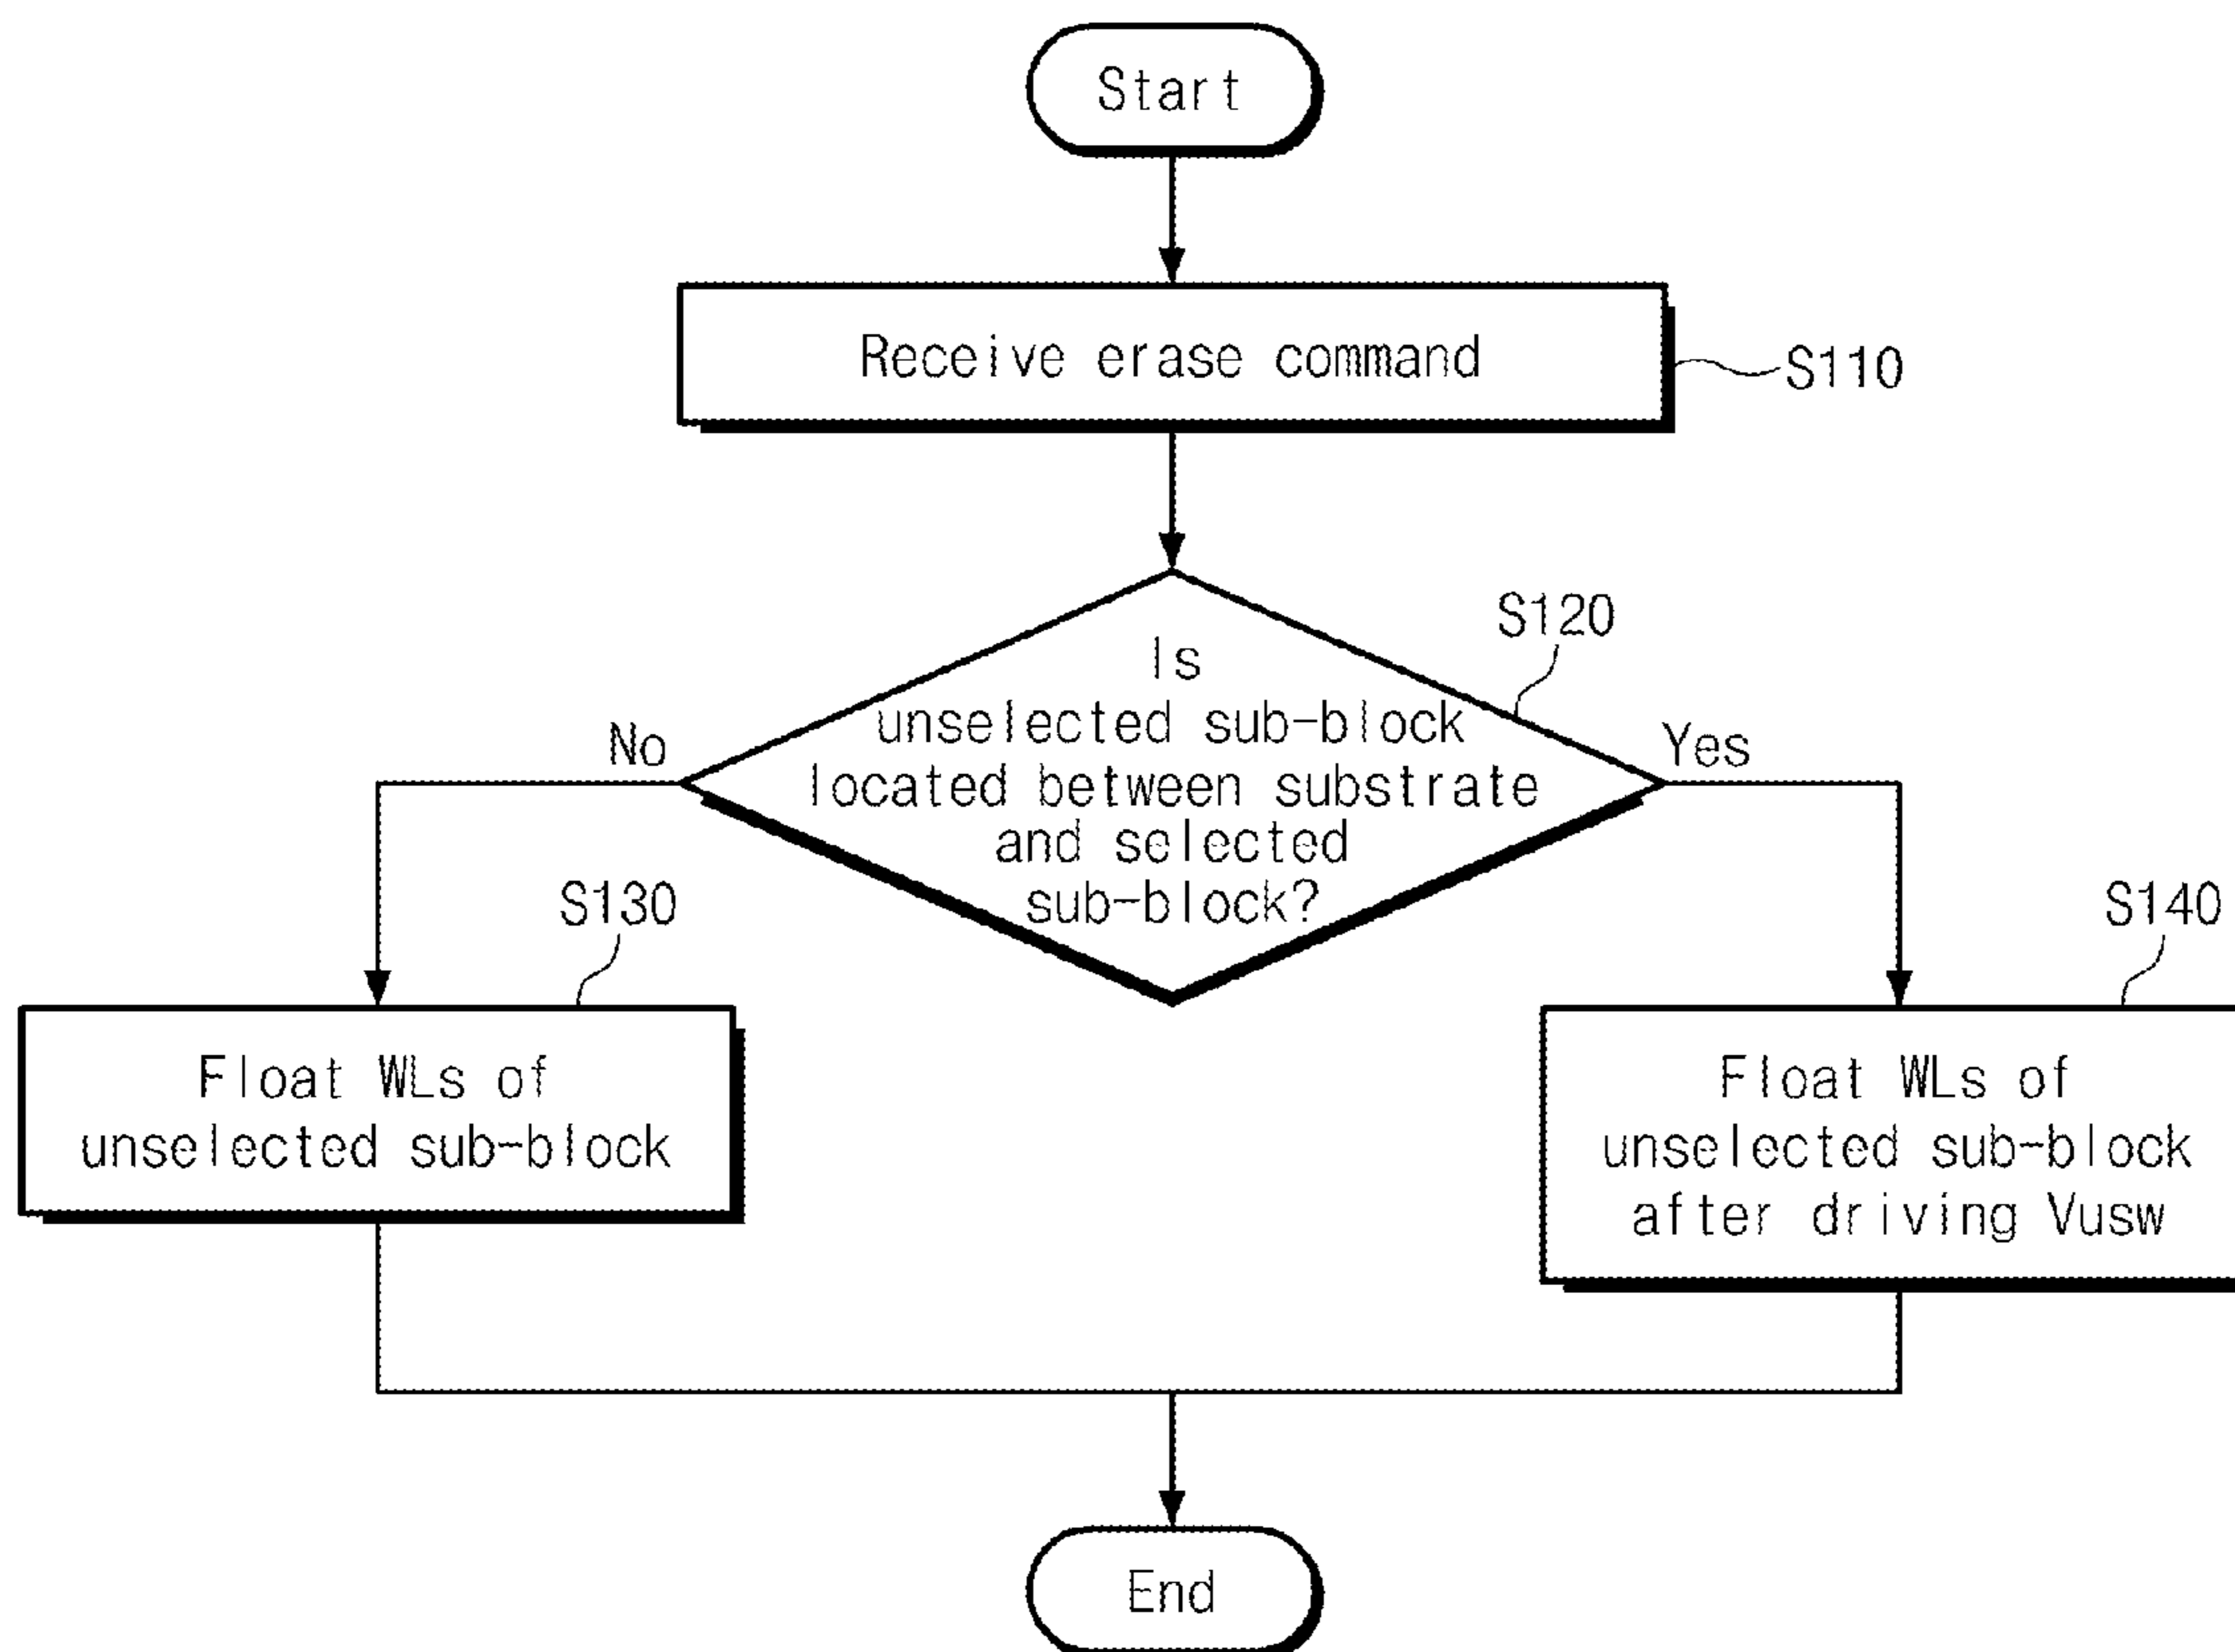 Start
Receive erase command
S110
S120
Is
unselected sub-block
located between substrate
and selected
sub-block?
No
Yes
S130
Float WLs of
unselected sub-block
S140
Float WLs of
unselected sub-block
after driving Vusw
End